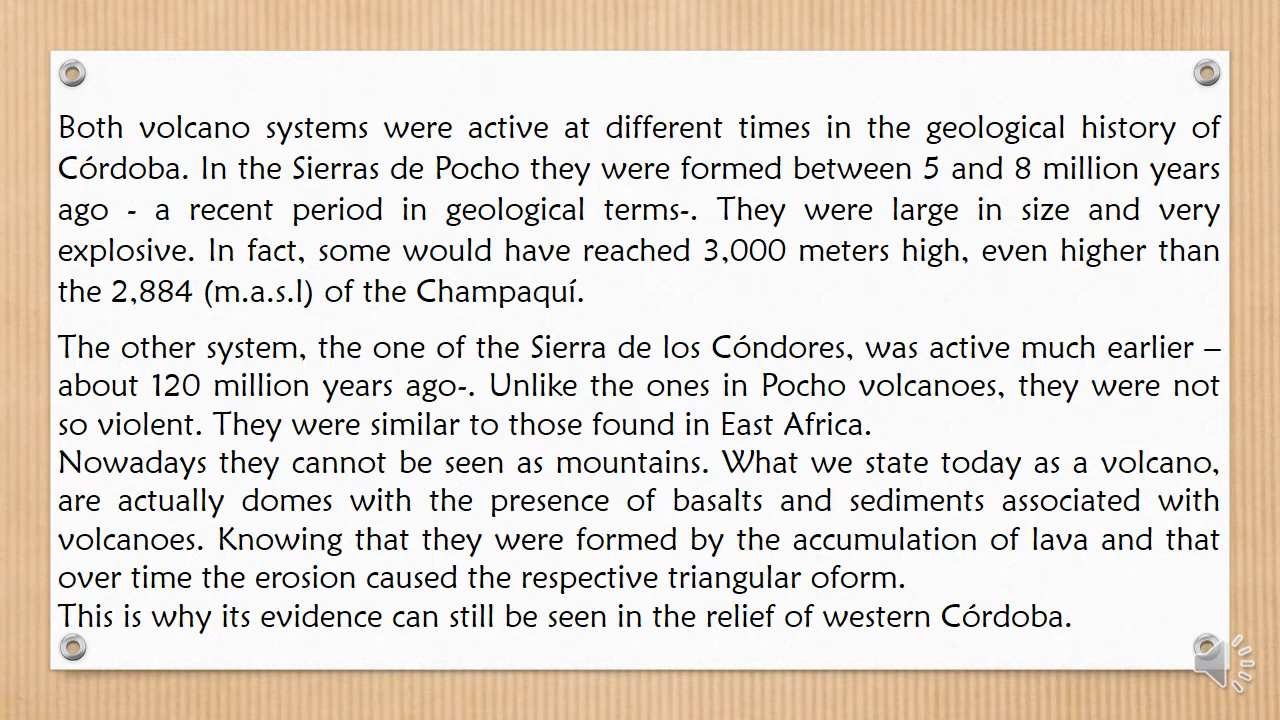 Both volcano systems were active at different times in the geological history of
Córdoba. In the Sierras de Pocho they were formed between 5 and 8 million years
ago - a recent period in geological terms-. They were large in size and very
explosive. In fact, some would have reached 3,000 meters high, even higher than
the 2,884 (m.a.s.l) of the Champaquí.
The other system, the one of the Sierra de los Cóndores, was active much earlier –
about 120 million years ago-. Unlike the ones in Pocho volcanoes, they were not
so violent. They were similar to those found in East Africa.
Nowadays they cannot be seen as mountains. What we state today as a volcano,
are actually domes with the presence of basalts and sediments associated with
volcanoes. Knowing that they were formed by the accumulation of lava and that
over time the erosion caused the respective triangular oform.
This is why its evidence can still be seen in the relief of western Córdoba.